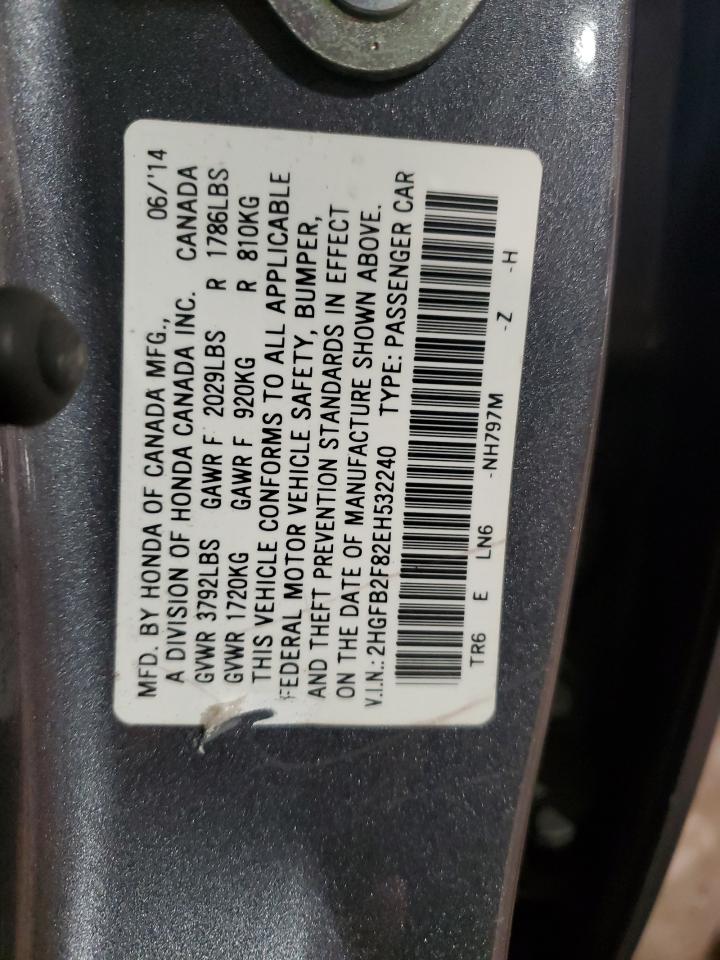 MFD. BY HONDA OF CANADA MFG., 06/'14
A DIVISION OF HONDA CANADA INC. CANADA
GVWR 3792LBS GAWR F 2029LBS R 1786LBS
GVWR 1720KG GAWR F 920KG R 810KG
THIS VEHICLE CONFORMS TO ALL APPLICABLE
FEDERAL MOTOR VEHICLE SAFETY, BUMPER,
AND THEFT PREVENTION STANDARDS IN EFFECT
ON THE DATE OF MANUFACTURE SHOWN ABOVE.
V.I.N.: 2HGFB2F82EH532240 TYPE: PASSENGER CAR
TR6 E LN6 -NH797M -Z -H